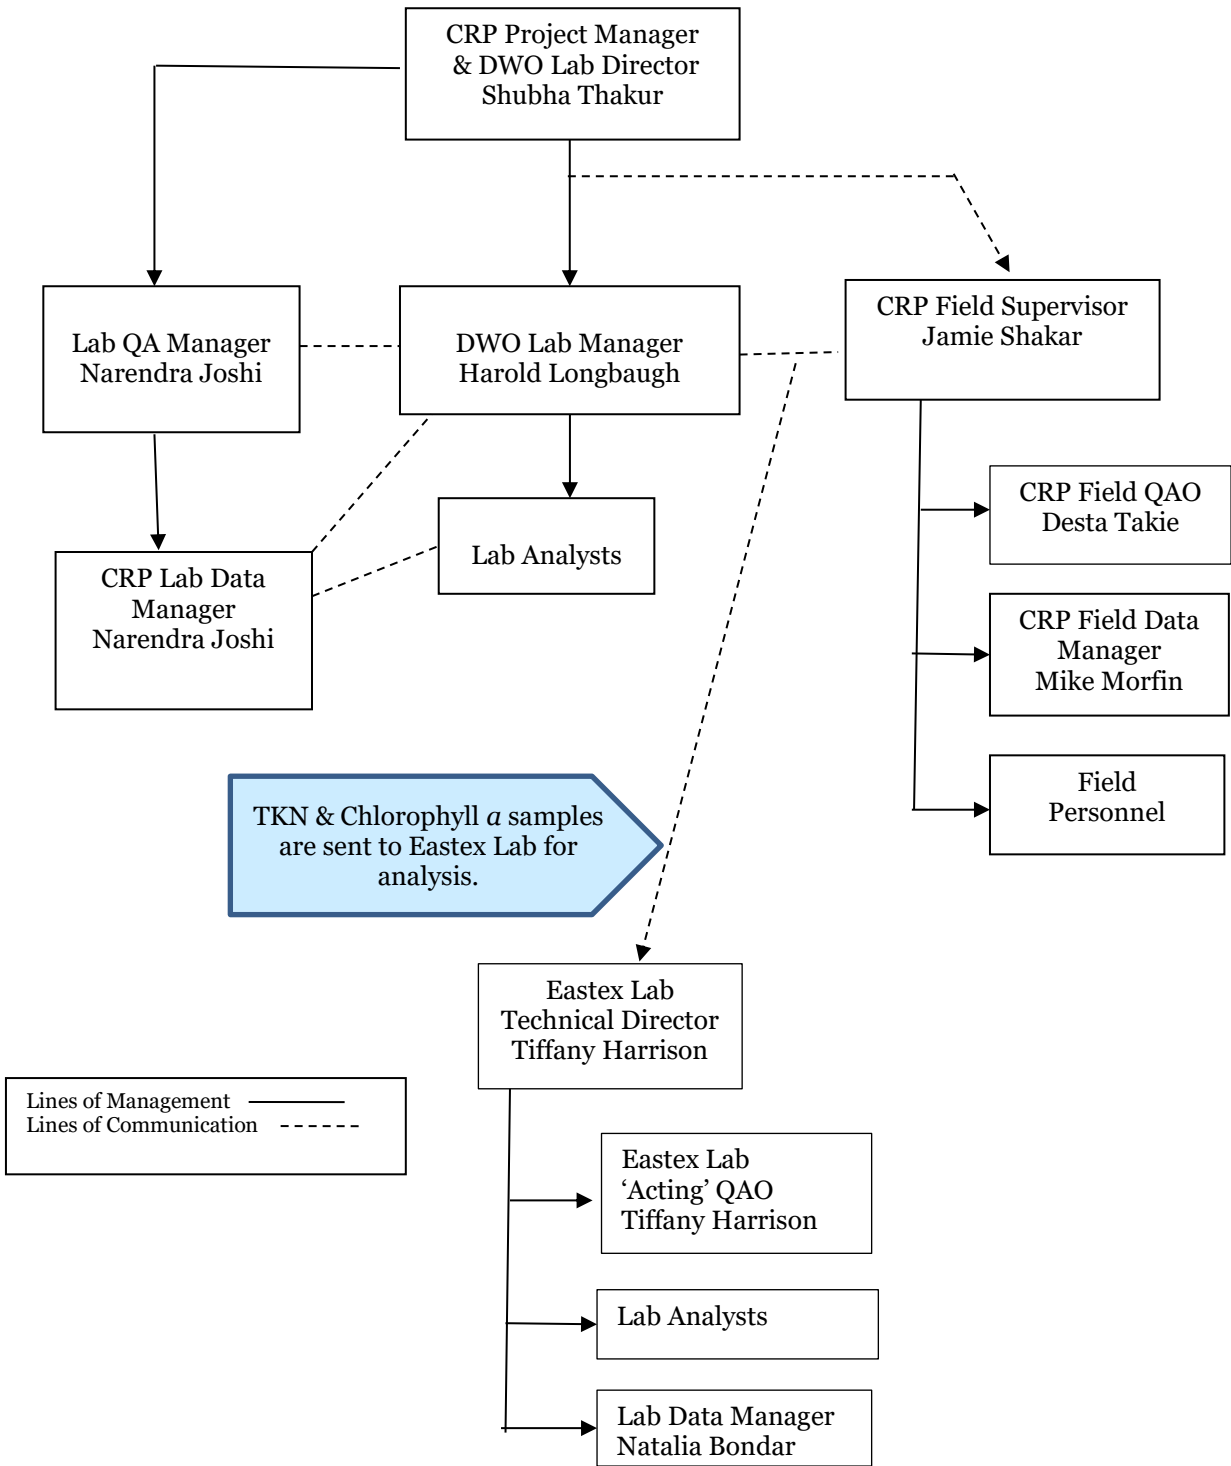 CRP Project Manager
& DWO Lab Director
Shubha Thakur
Lab QA Manager
Narendra Joshi
DWO Lab Manager
Harold Longbaugh
CRP Field Supervisor
Jamie Shakar
CRP Field QAO
Desta Takie
Lab Analysts
CRP Lab Data
Manager
Narendra Joshi
CRP Field Data
Manager
Mike Morfin
Field
Personnel
TKN & Chlorophyll a samples
are sent to Eastex Lab for
analysis.
Eastex Lab
Technical Director
Tiffany Harrison
Lines of Management
Lines of Communication
Eastex Lab
‘Acting’ QAO
Tiffany Harrison
Lab Analysts
Lab Data Manager
Natalia Bondar